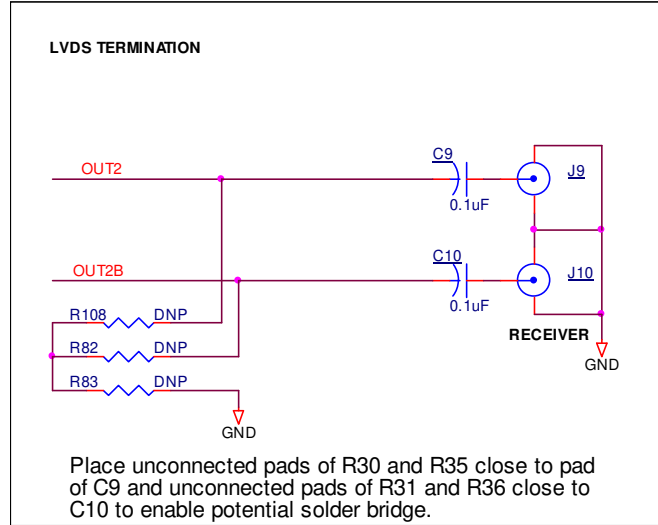 LVDS TERMINATION
C9
OUT2
J9
0.1uF
C10
OUT2B
J10
0.1uF
R108 DNP
RECEIVER
R82 DNP
GND
R83 DNP
GND
Place unconnected pads of R30 and R35 close to pad
of C9 and unconnected pads of R31 and R36 close to
C10 to enable potential solder bridge.